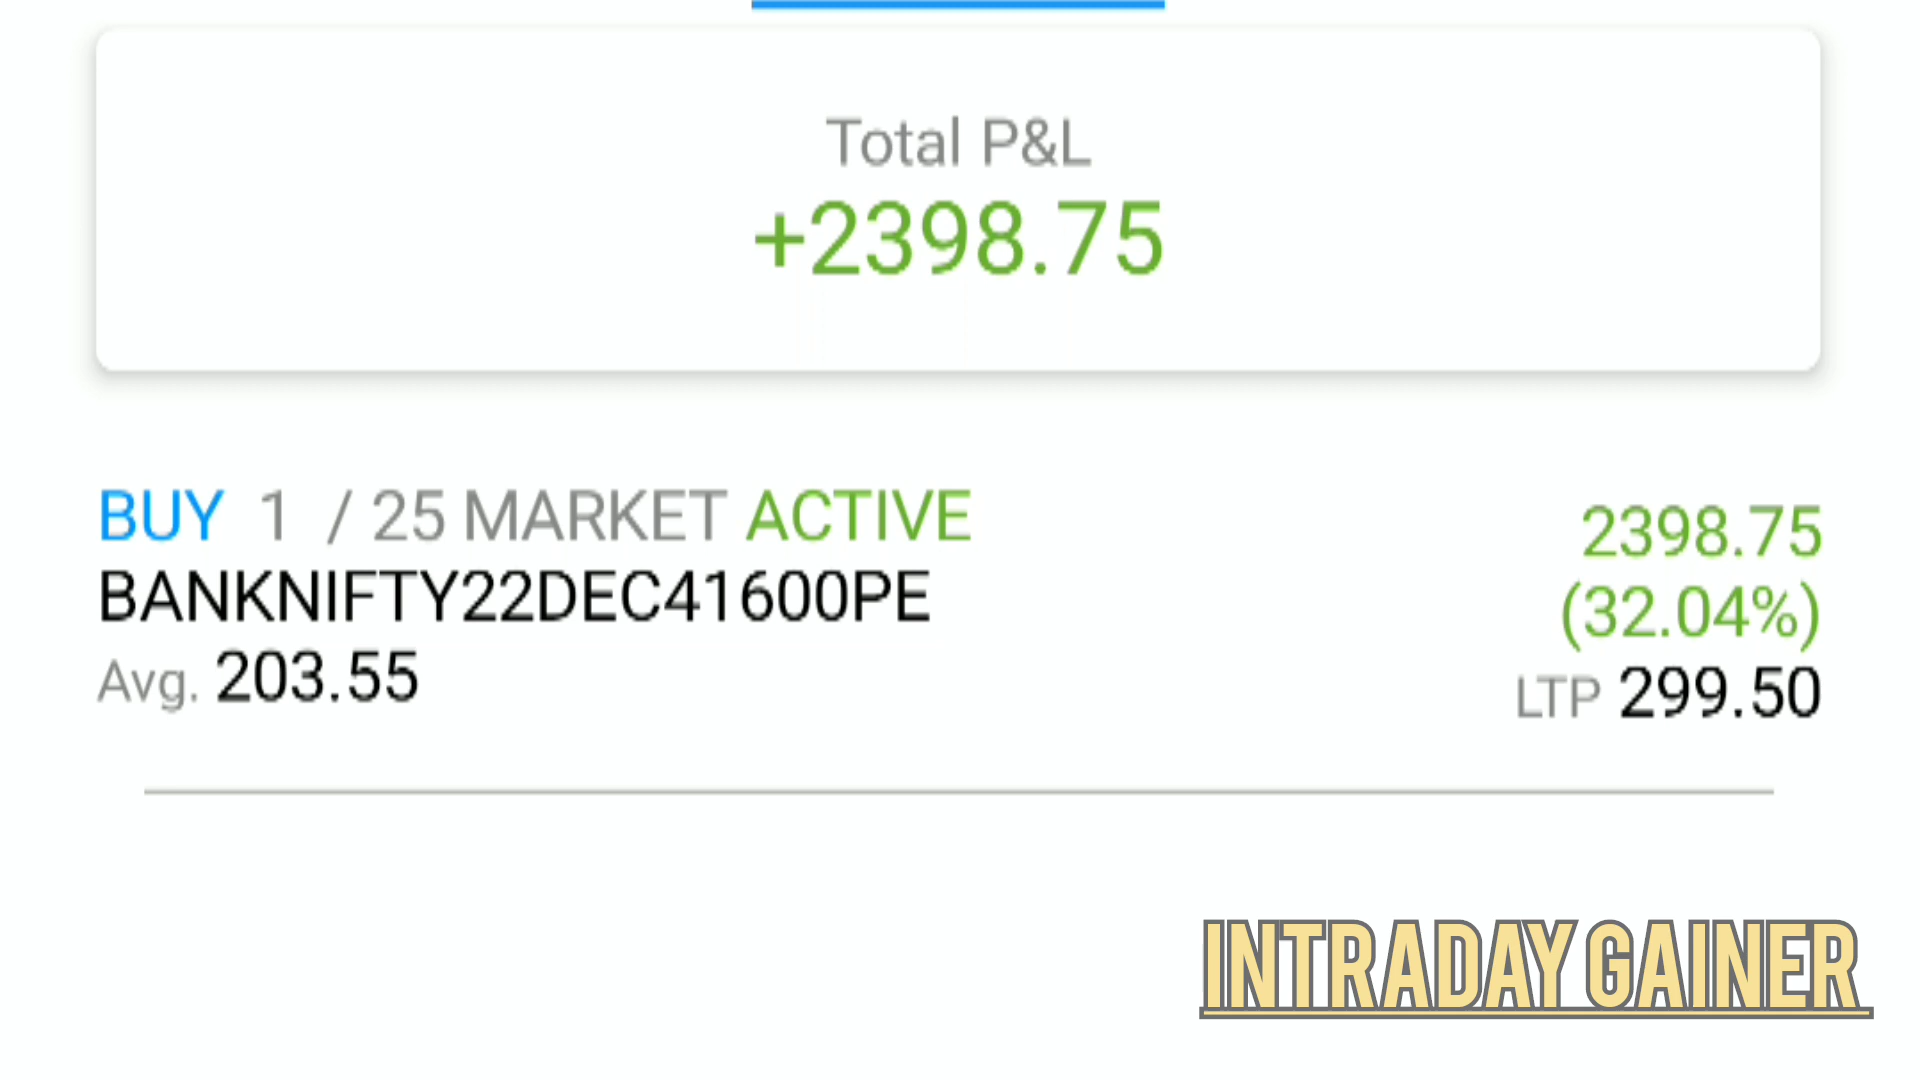 Total P&L
+2398.75
BUY 1 / 25 MARKET ACTIVE
2398.75
BANKNIFTY22DEC41600PE
(32.04%)
Avg. 203.55
LTP 299.50
INTRADAY GAINER